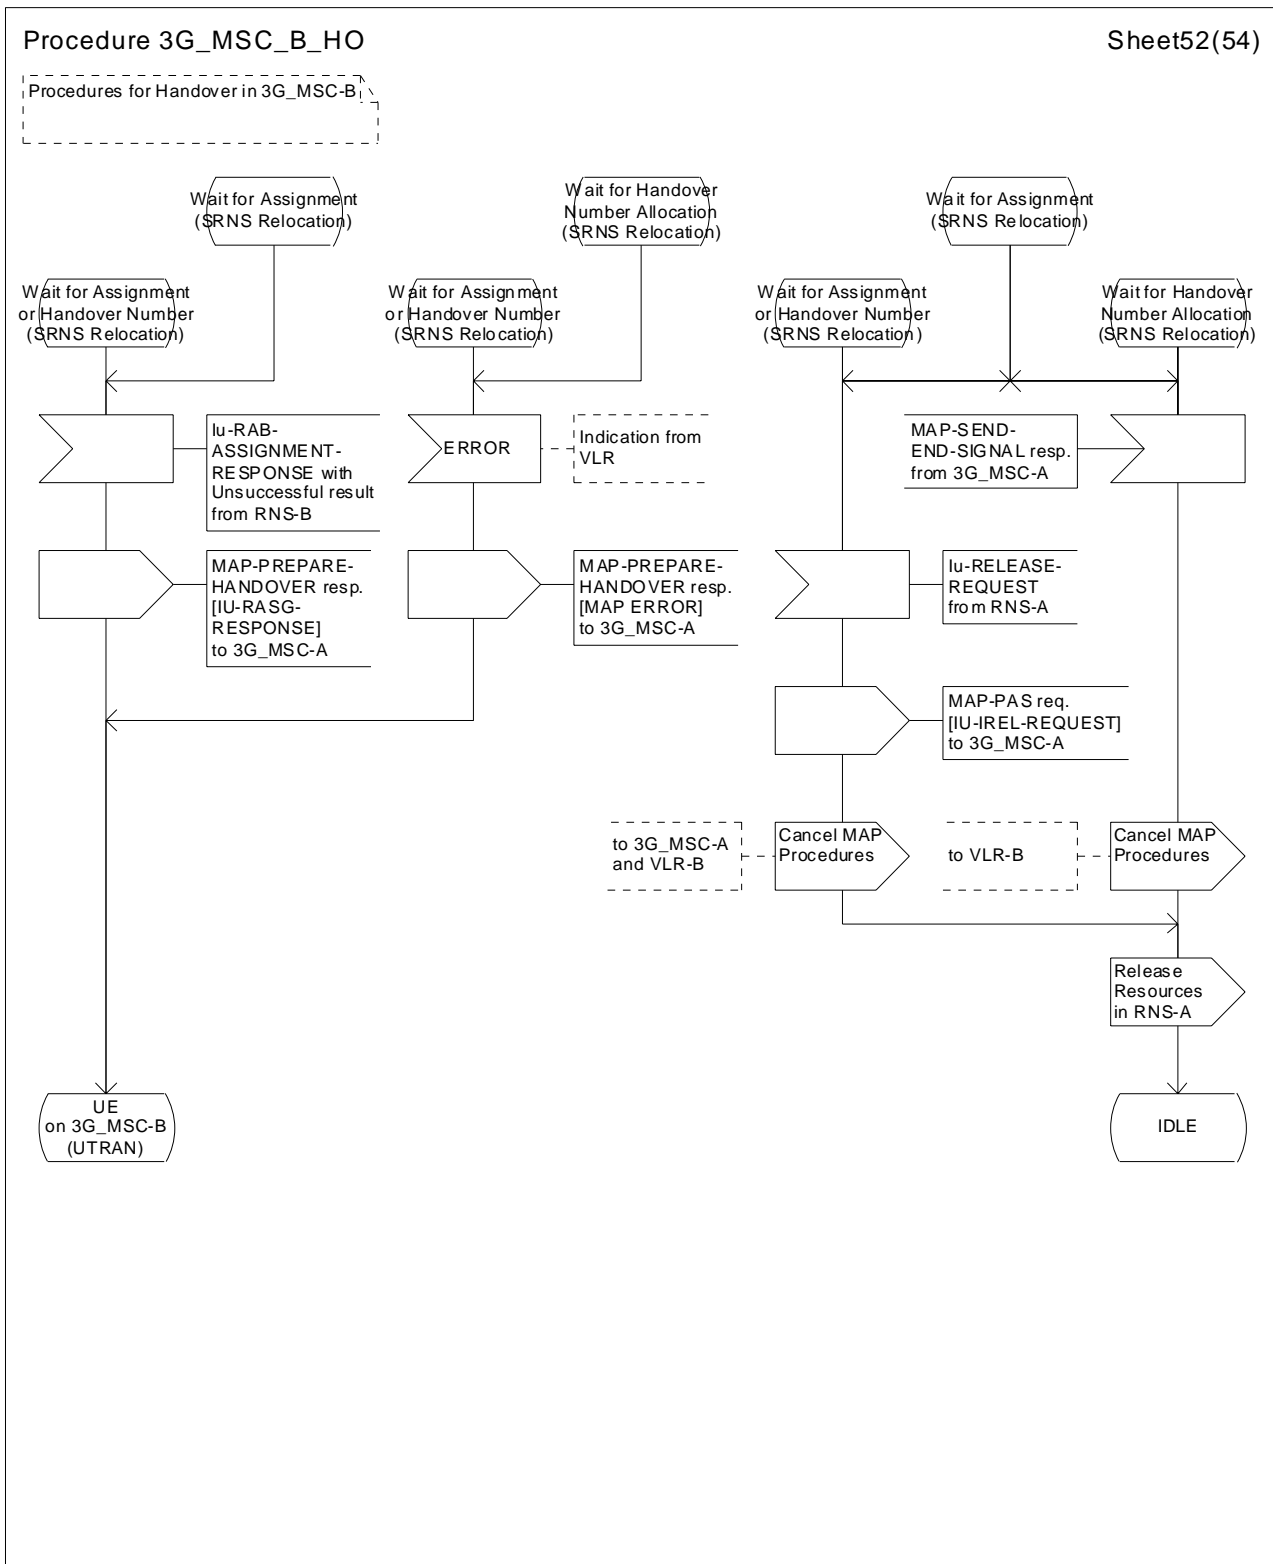 Procedure 3G_MSC_B_HO
Sheet52(54)
Procedures for Handover in 3G_MSC-B
Wait for Assignment
(SRNS Relocation)
Wait for Handover
Number Allocation
(SRNS Relocation)
Wait for Assignment
(SRNS Relocation)
Wait for Assignment
or Handover Number
(SRNS Relocation)
Wait for Assignment
or Handover Number
(SRNS Relocation)
Wait for Assignment
or Handover Number
(SRNS Relocation)
Wait for Handover
Number Allocation
(SRNS Relocation)
Iu-RAB-
ASSIGNMENT-
RESPONSE with
Unsuccessful result
from RNS-B
ERROR
Indication from
VLR
MAP-SEND-
END-SIGNAL resp.
from 3G_MSC-A
MAP-PREPARE-
HANDOVER resp.
[IU-RASG-
RESPONSE]
to 3G_MSC-A
MAP-PREPARE-
HANDOVER resp.
[MAP ERROR]
to 3G_MSC-A
Iu-RELEASE-
REQUEST
from RNS-A
MAP-PAS req.
[IU-IREL-REQUEST]
to 3G_MSC-A
to 3G_MSC-A
and VLR-B
Cancel MAP
Procedures
to VLR-B
Cancel MAP
Procedures
Release
Resources
in RNS-A
UE
on 3G_MSC-B
(UTRAN)
IDLE